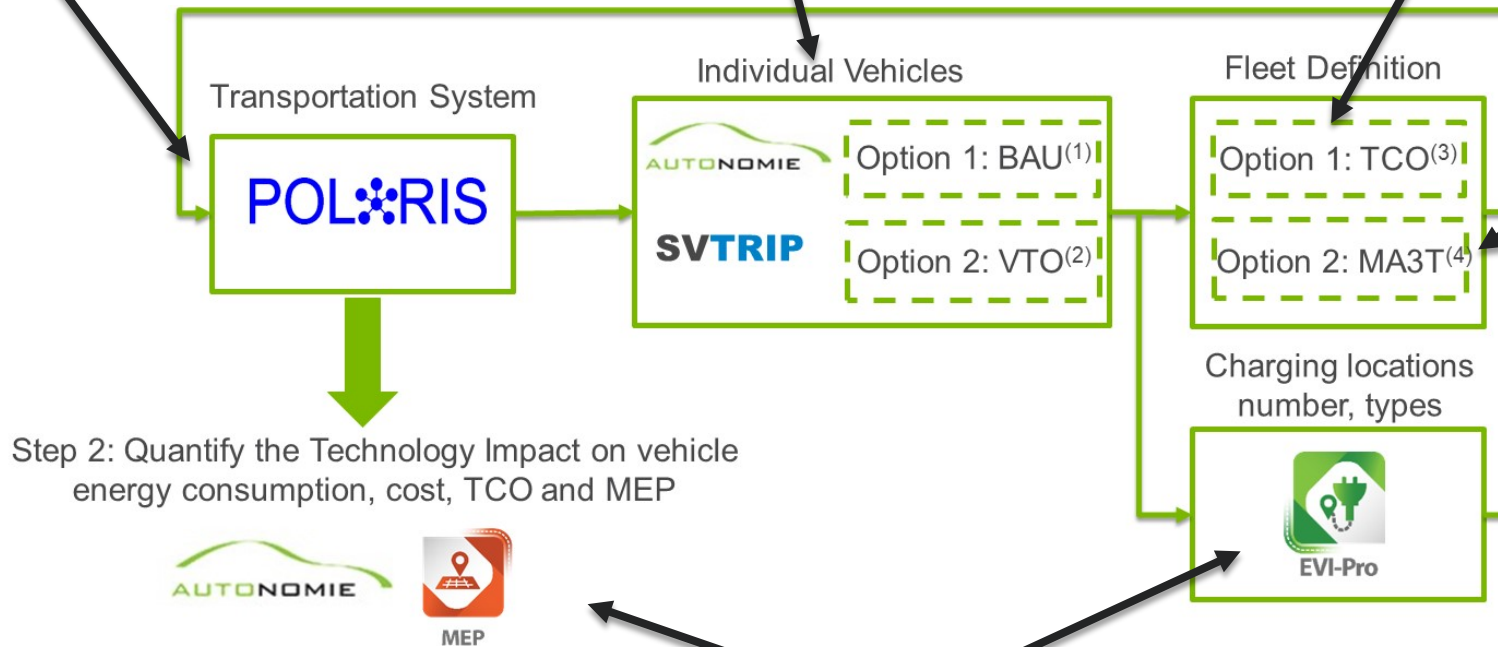 Transportation System
POLARIS
Individual Vehicles
AUTONOMIE
SVTRIP
Option 1: BAU(1)
Option 2: VTO(2)
Fleet Definition
Option 1: TCO(3)
Option 2: MA3T(4)
Charging locations
number, types
EVI-Pro
Step 2: Quantify the Technology Impact on vehicle
energy consumption, cost, TCO and MEP
AUTONOMIE
MEP